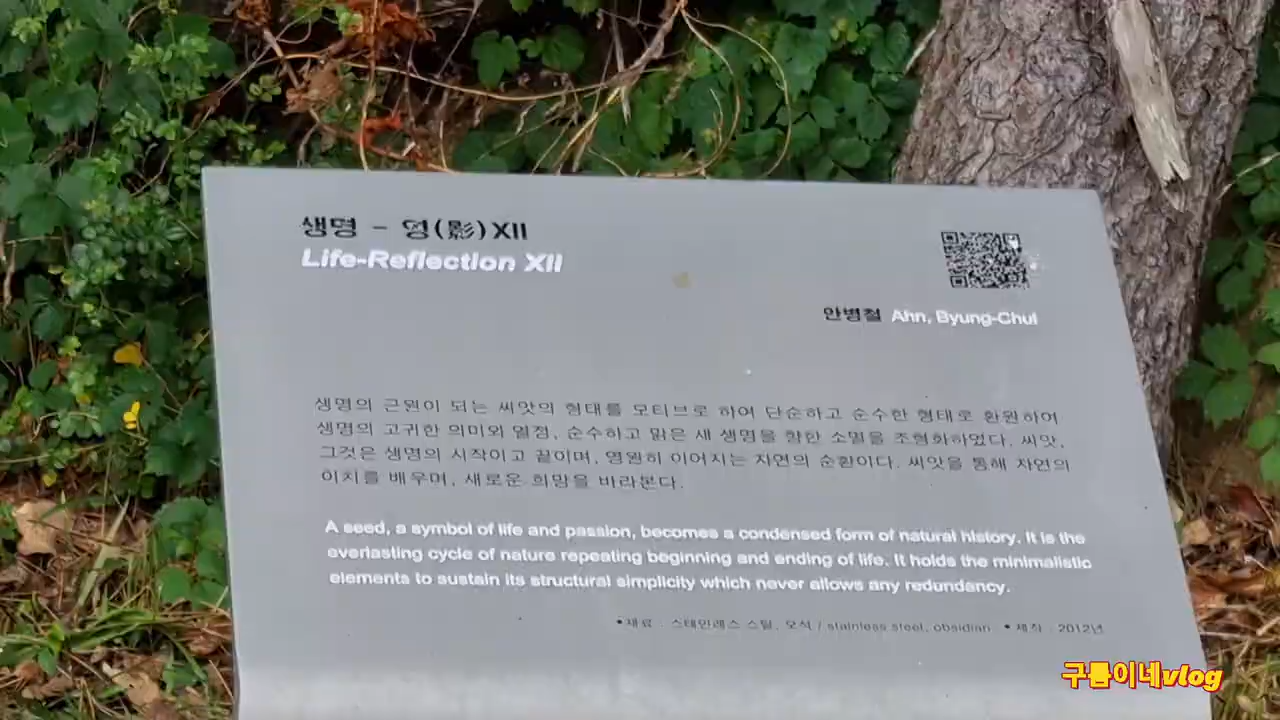 생명 - 영(影)XII
Life-Reflection XII
안병철 Ahn, Byung-Chul
생명의 근원이 되는 씨앗의 형태를 모티브로 하여 단순하고 순수한 형태로 환원하여
생명의 고귀한 의미와 열정, 순수하고 맑은 새 생명을 향한 소멸을 조형화하였다. 씨앗,
그것은 생명의 시작이고 끝이며, 영원히 이어지는 자연의 순환이다. 씨앗을 통해 자연의
이치를 배우며, 새로운 희망을 바라본다.
A seed, a symbol of life and passion, becomes a condensed form of natural history. It is the
everlasting cycle of nature repeating beginning and ending of life. It holds the minimalistic
elements to sustain its structural simplicity which never allows any redundancy.
•재료 : 스테인레스 스틸, 오석 / stainless steel, obsidian •제작 : 2012년
구름이네vlog